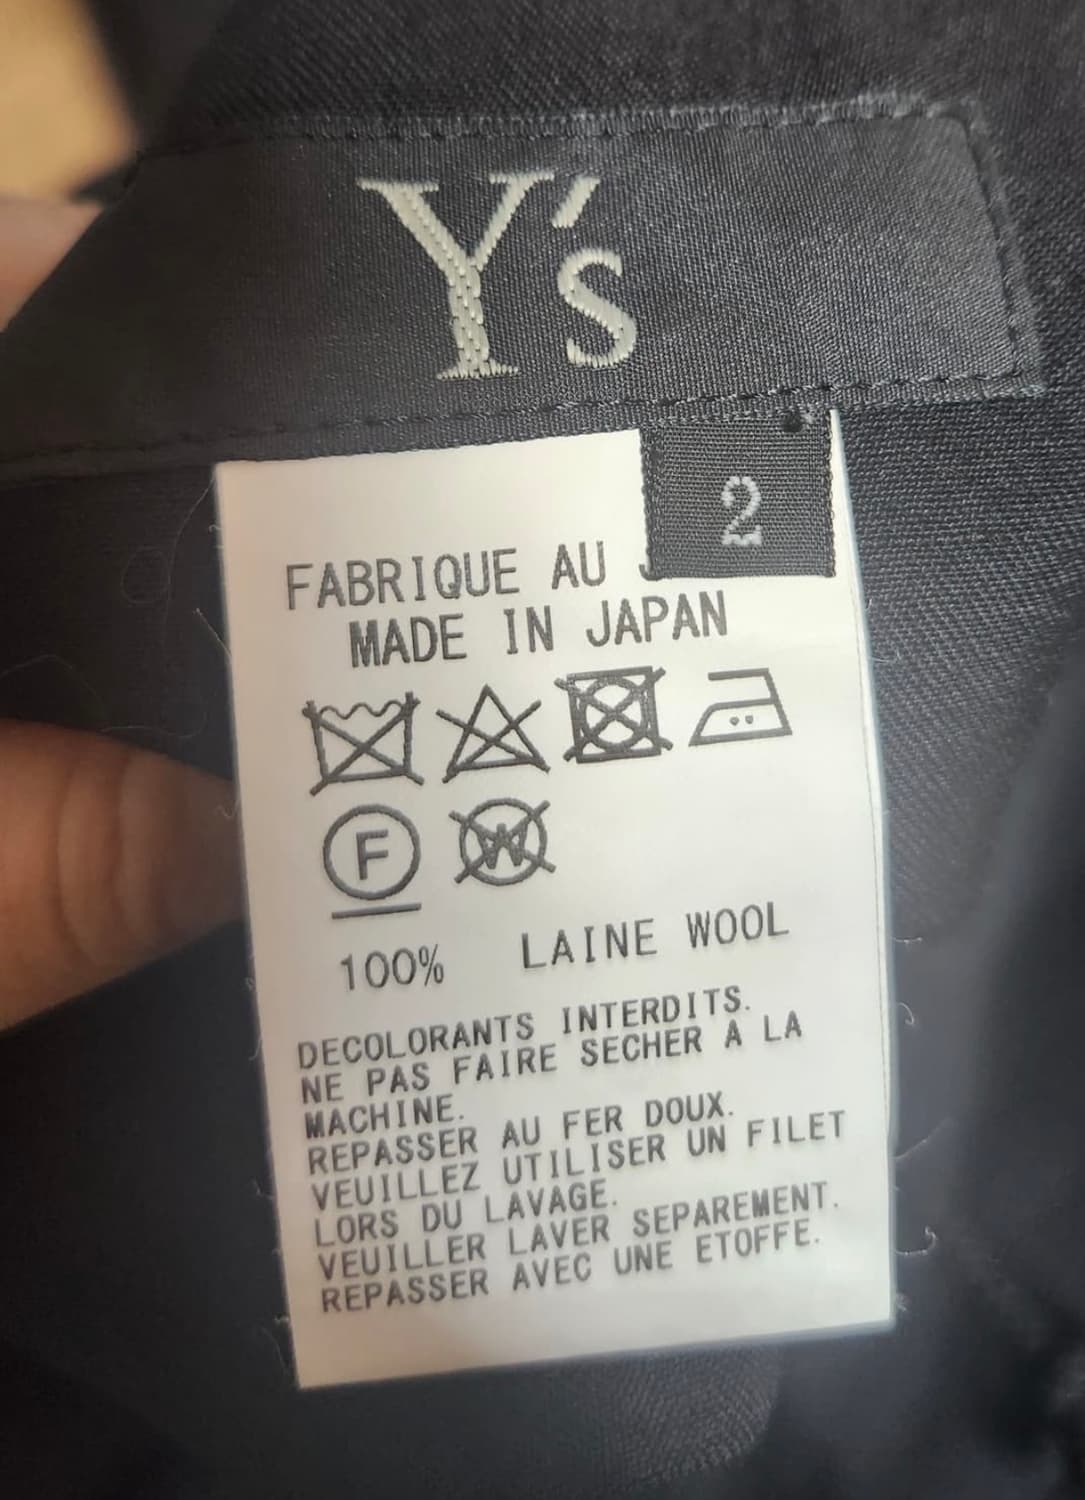 Y's
2
FABRIQUE AU
MADE IN JAPAN
F
W
100% LAINE WOOL
DECOLORANTS INTERDITS.
NE PAS FAIRE SECHER A LA
MACHINE.
REPASSER AU FER DOUX.
VEUILLEZ UTILISER UN FILET
LORS DU LAVAGE.
VEUILLER LAVER SEPAREMENT.
REPASSER AVEC UNE ETOFFE.